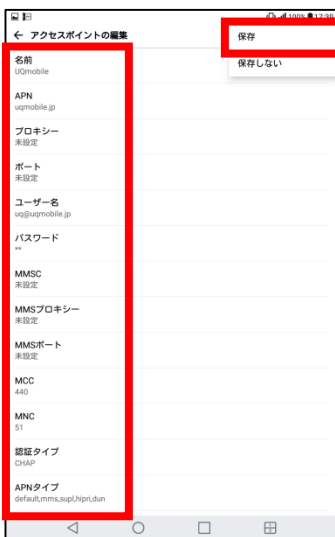 100% 17:39
← アクセスポイントの編集
保存
保存しない
名前
UQmobile
APN
uqmobile.jp
プロキシー
未設定
ポート
未設定
ユーザー名
uq@uqmobile.jp
パスワード
**
MMSC
未設定
MMSプロキシー
未設定
MMSポート
未設定
MCC
440
MNC
51
認証タイプ
CHAP
APNタイプ
default,mms,supl,hipri,dun